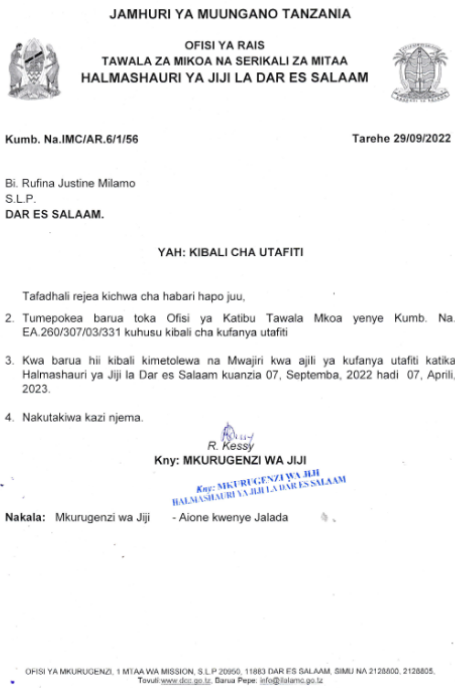 JAMHURI YA MUUNGANO TANZANIA
OFISI YA RAIS
TAWALA ZA MIKOA NA SERIKALI ZA MITAA
HALMASHAURI YA JIJI LA DAR ES SALAAM
Kumb. Na.IMC/AR.6/1/56
Tarehe 29/09/2022
Bi. Rufina Justine Milamo
S.L.P.
DAR ES SALAAM.
YAH: KIBALI CHA UTAFITI
Tafadhali rejea kichwa cha habari hapo juu,
2. Tumepokea barua toka Ofisi ya Katibu Tawala Mkoa yenye Kumb. Na.
EA.260/307/03/331 kuhusu kibali cha kufanya utafiti
3. Kwa barua hii kibali kimetolewa na Mwajiri kwa ajili ya kufanya utafiti katika
Halmashauri ya Jiji la Dar es Salaam kuanzia 07, Septemba, 2022 hadi 07, Aprili,
2023.
4. Nakutakiwa kazi njema.
R. Kessy
Kny: MKURUGENZI WA JIJI
Kny: MKURUGENZI WA JIJI
HALMASHAURI YA JIJI LA DAR ES SALAAM
Nakala: Mkurugenzi wa Jiji - Aione kwenye Jalada
OFISI YA MKURUGENZI, 1 MTAA WA MISSION, S.L.P 20950, 11883 DAR ES SALAAM, SIMU NA 2128800, 2128805,
Tovuti:www.dcc.go.tz, Barua Pepe: info@ilalamc.go.tz